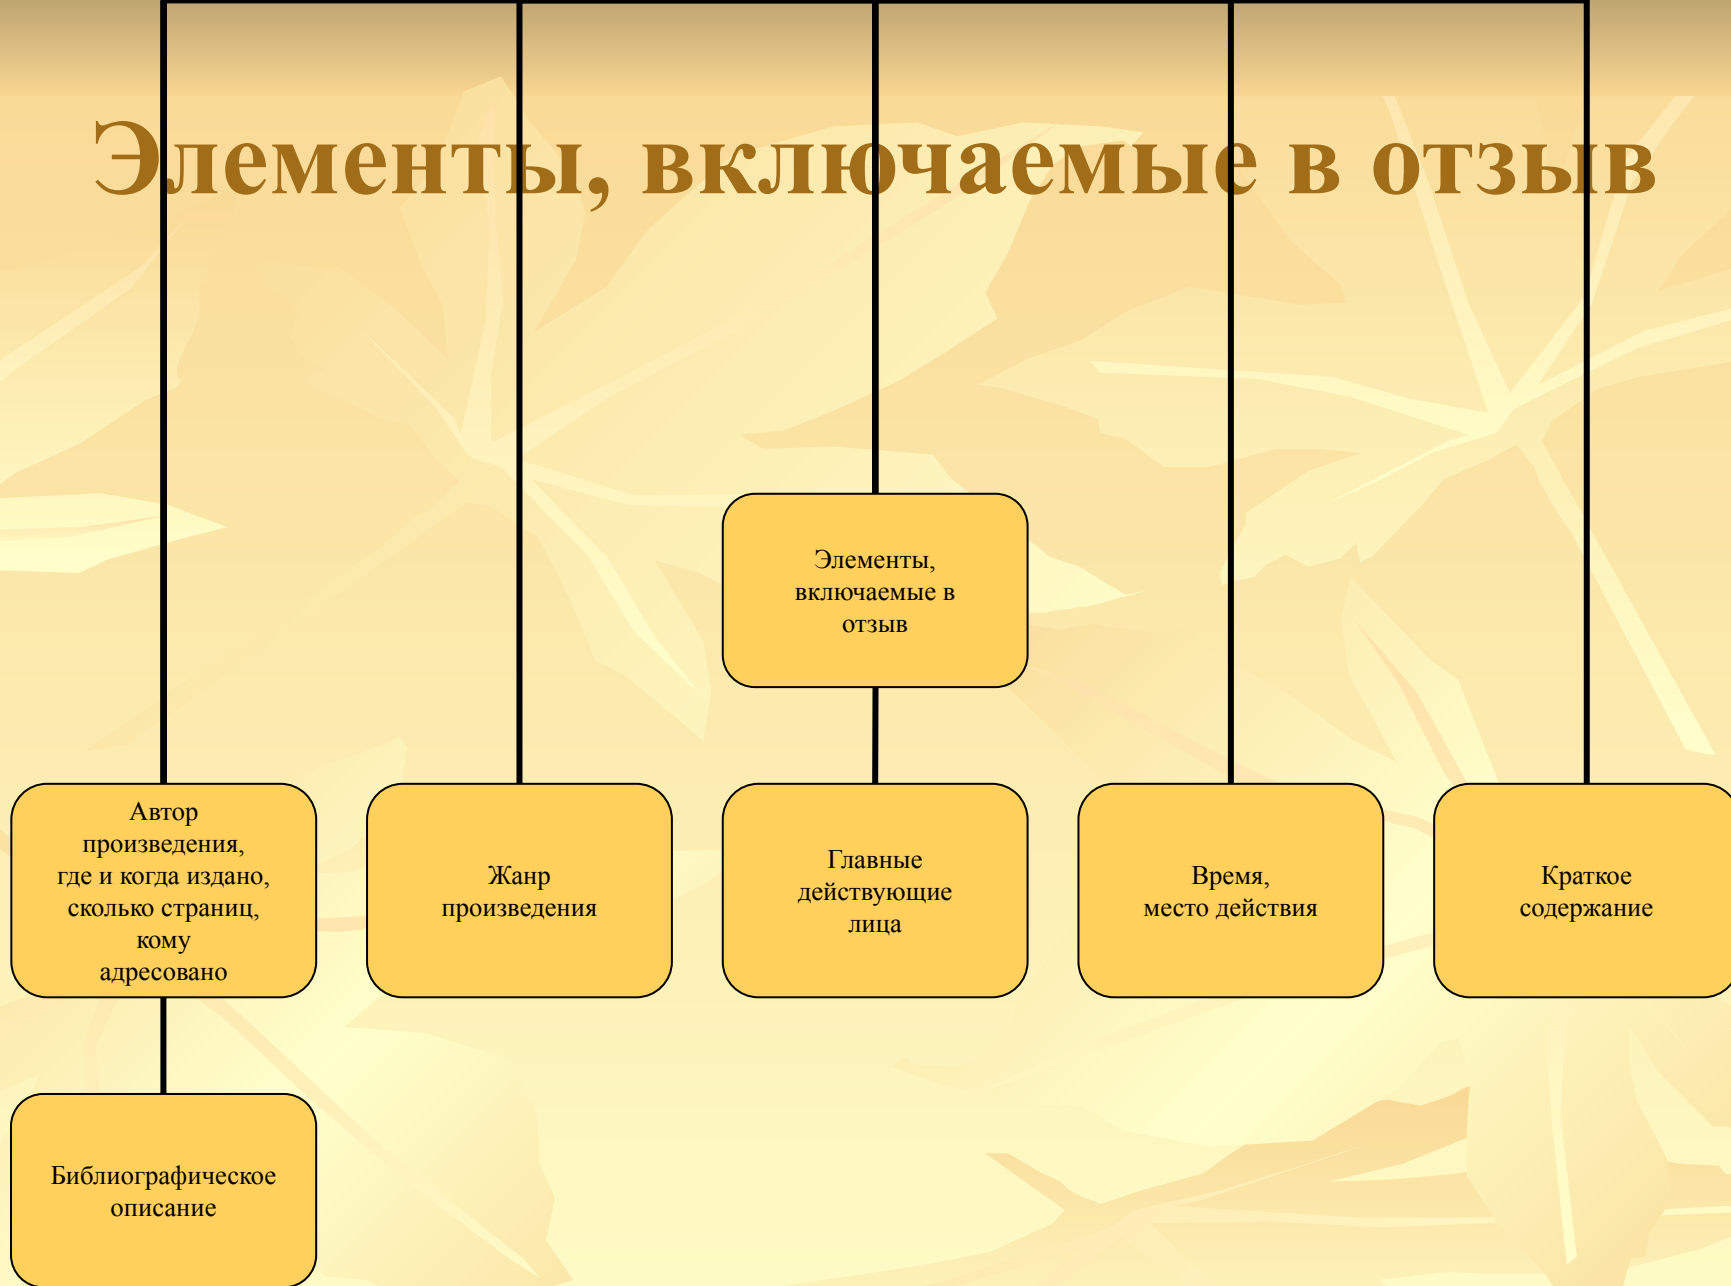 Элементы, включаемые в отзыв
Элементы,
включаемые в
отзыв
Автор
произведения,
где и когда издано,
сколько страниц,
кому
адресовано
Жанр
произведения
Главные
действующие
лица
Время,
место действия
Краткое
содержание
Библиографическое
описание